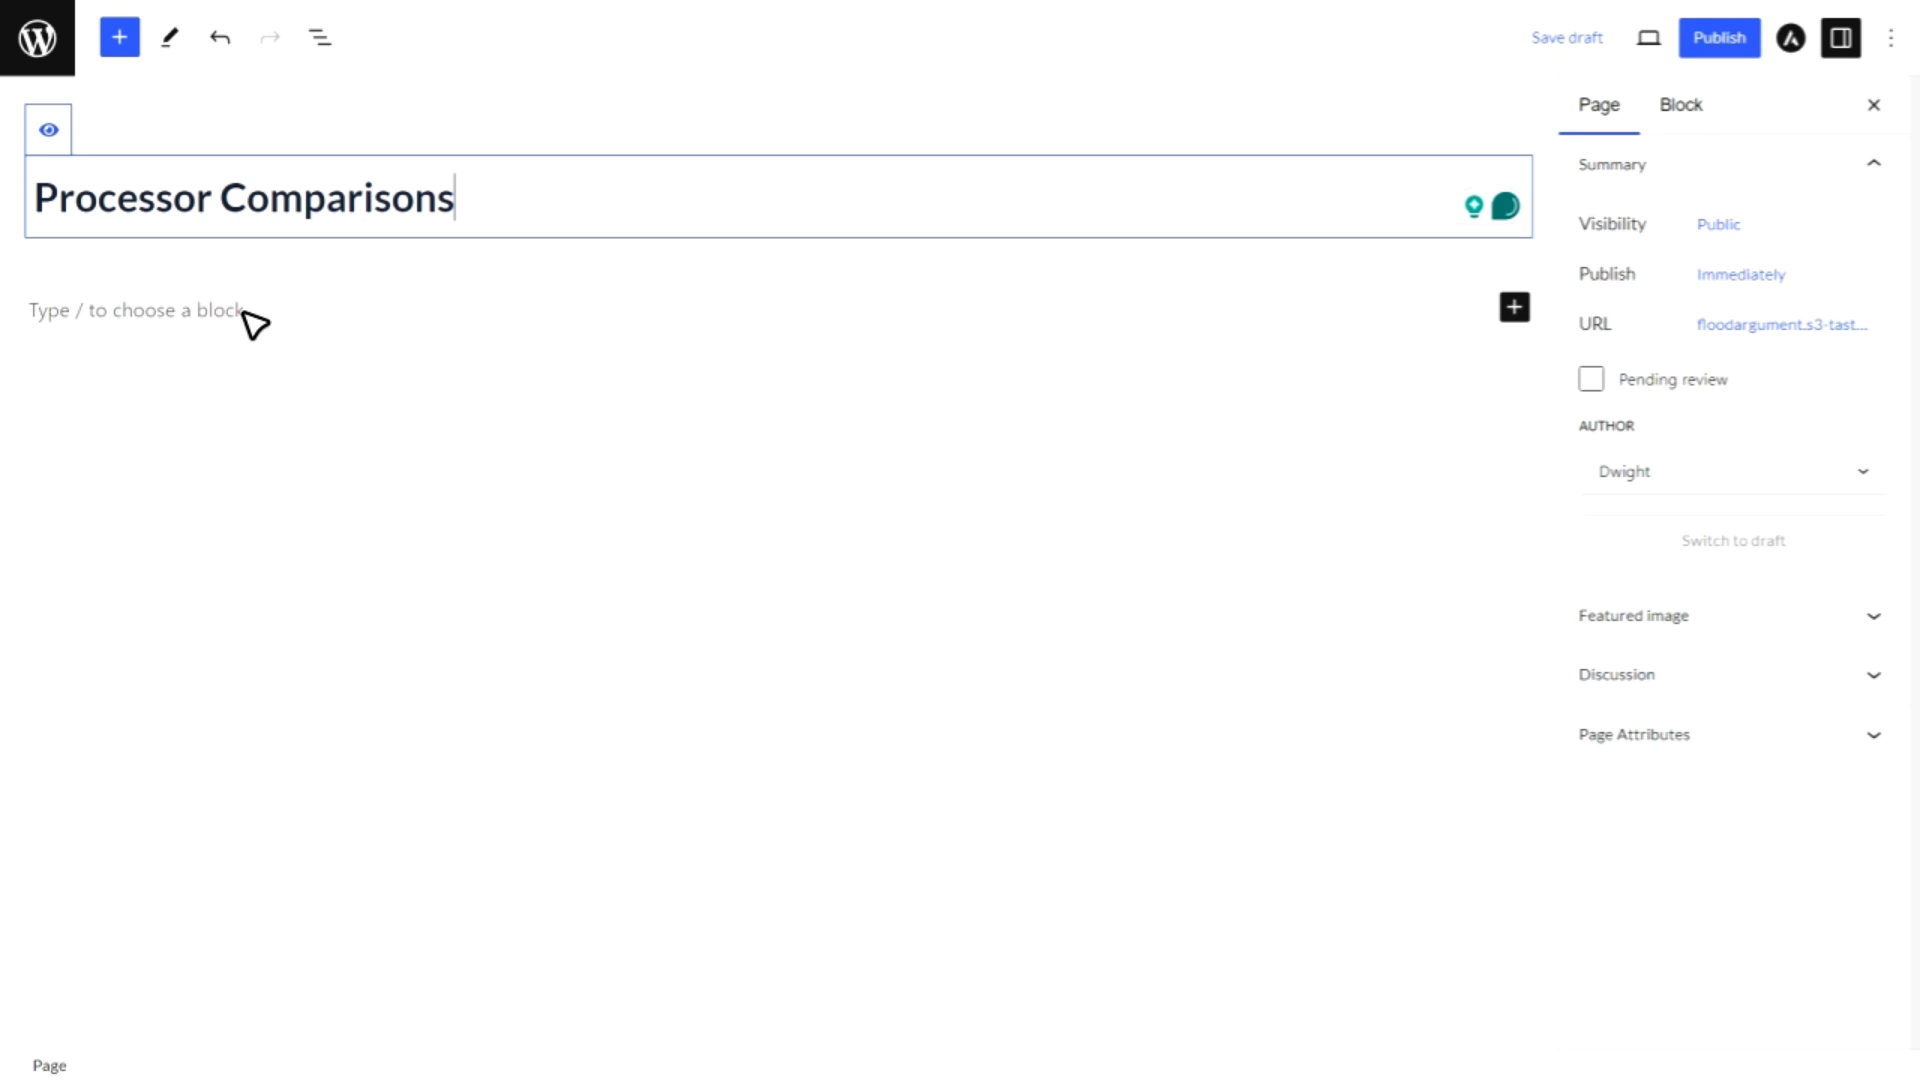 Save draft
Publish
Page Block
Summary
Processor Comparisons
Visibility Public
Publish Immediately
Type / to choose a block
URL floodargument.s3-tast...
Pending review
AUTHOR
Dwight
Switch to draft
Featured image
Discussion
Page Attributes
Page